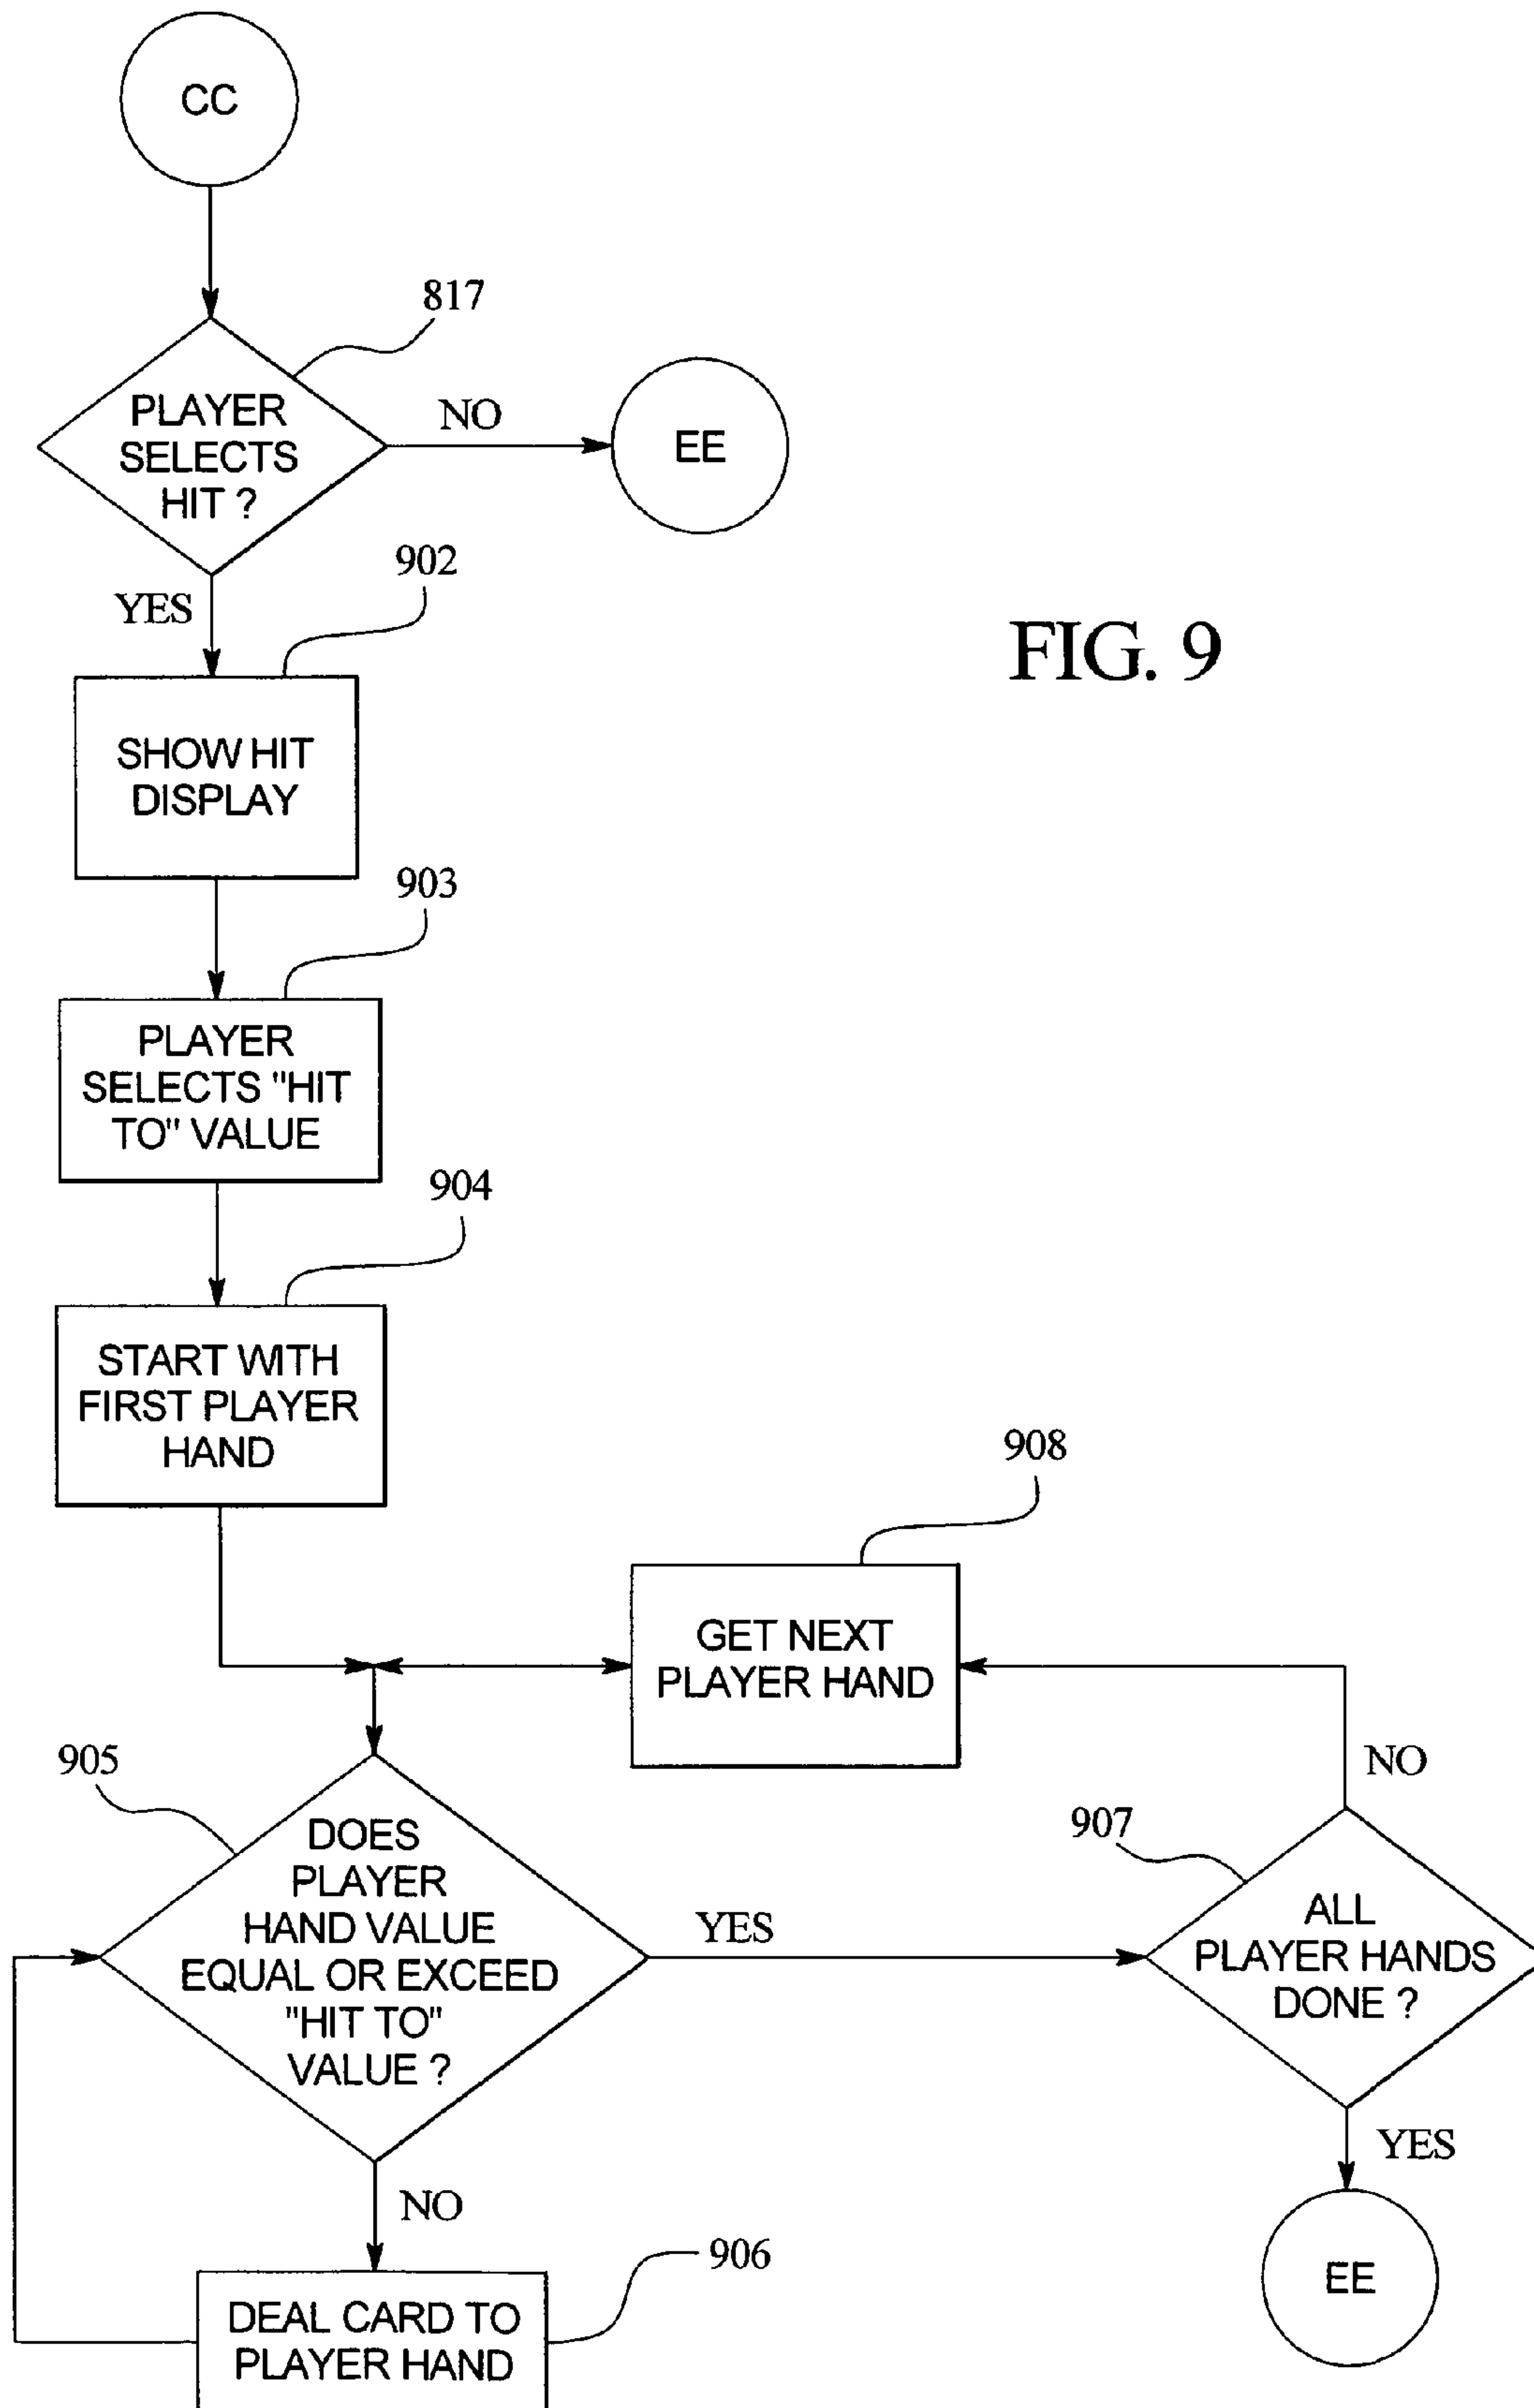 CC
817
PLAYER
SELECTS
HIT ?
NO
EE
YES
902
FIG. 9
SHOW HIT
DISPLAY
903
PLAYER
SELECTS "HIT
TO" VALUE
904
START WITH
FIRST PLAYER
HAND
908
GET NEXT
PLAYER HAND
905
DOES
PLAYER
HAND VALUE
EQUAL OR EXCEED
"HIT TO"
VALUE ?
YES
NO
907
ALL
PLAYER HANDS
DONE ?
YES
NO
906
EE
DEAL CARD TO
PLAYER HAND